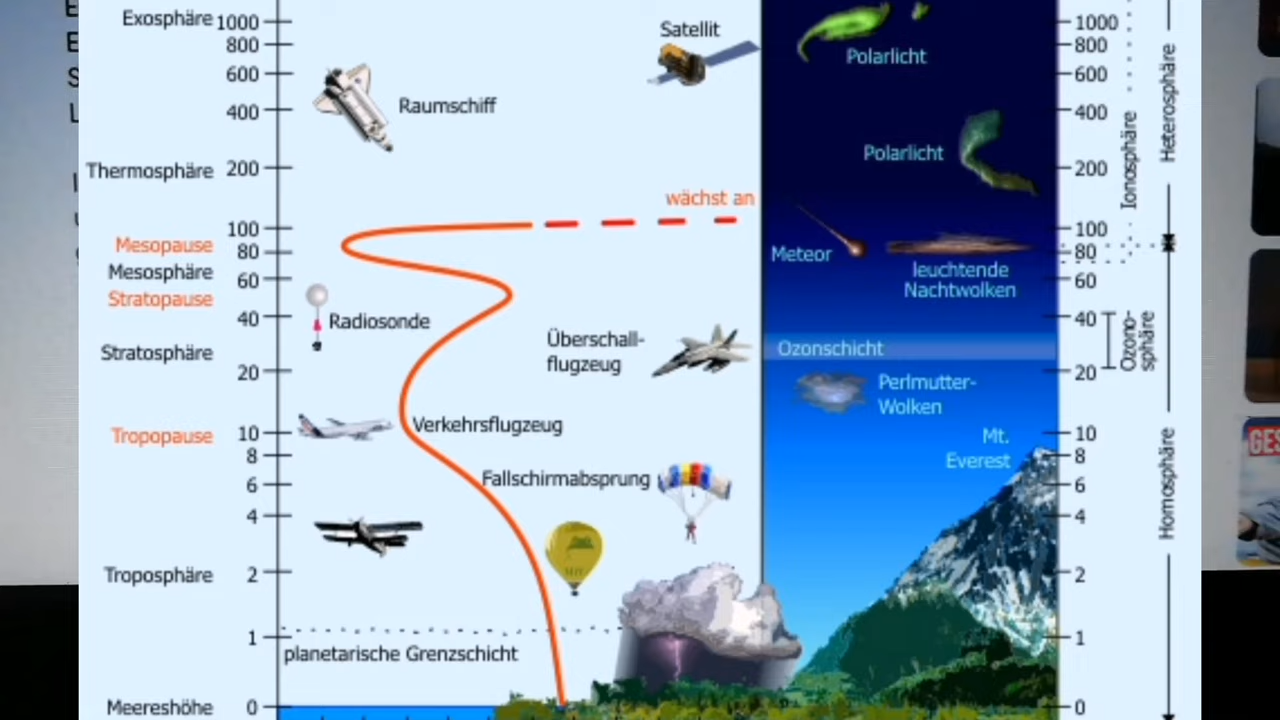 Exosphäre
Thermosphäre
Mesopause
Mesosphäre
Stratopause
Stratosphäre
Tropopause
Troposphäre
Meereshöhe
1000
800
600
400
200
100
80
60
40
20
10
8
6
4
2
1
0
Satellit
Raumschiff
wächst an
Radiosonde
Überschall-
flugzeug
Verkehrsflugzeug
Fallschirmabsprung
planetarische Grenzschicht
Polarlicht
Polarlicht
Meteor
leuchtende
Nachtwolken
Ozonschicht
Perlmutter-
Wolken
Mt.
Everest
1000
800
600
400
200
100
80
60
40
20
10
8
6
4
2
1
0
Ionosphäre
Heterosphäre
Ozono-
sphäre
Homosphäre
GES